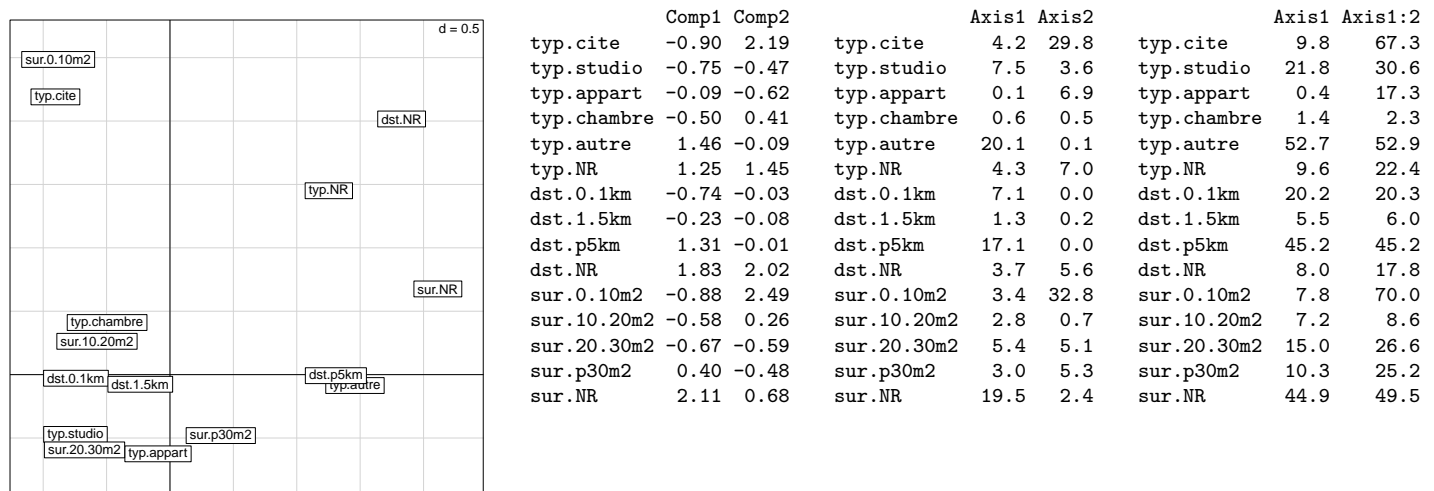 d = 0.5
sur.0.10m2
typ.cite
dst.NR
typ.NR
sur.NR
typ.chambre
sur.10.20m2
dst.0.1km
dst.1.5km
dst.p5km
typ.autre
typ.studio
sur.p30m2
sur.20.30m2
typ.appart
Comp1 Comp2
typ.cite -0.90 2.19
typ.studio -0.75 -0.47
typ.appart -0.09 -0.62
typ.chambre -0.50 0.41
typ.autre 1.46 -0.09
typ.NR 1.25 1.45
dst.0.1km -0.74 -0.03
dst.1.5km -0.23 -0.08
dst.p5km 1.31 -0.01
dst.NR 1.83 2.02
sur.0.10m2 -0.88 2.49
sur.10.20m2 -0.58 0.26
sur.20.30m2 -0.67 -0.59
sur.p30m2 0.40 -0.48
sur.NR 2.11 0.68
Axis1 Axis2
typ.cite 4.2 29.8
typ.studio 7.5 3.6
typ.appart 0.1 6.9
typ.chambre 0.6 0.5
typ.autre 20.1 0.1
typ.NR 4.3 7.0
dst.0.1km 7.1 0.0
dst.1.5km 1.3 0.2
dst.p5km 17.1 0.0
dst.NR 3.7 5.6
sur.0.10m2 3.4 32.8
sur.10.20m2 2.8 0.7
sur.20.30m2 5.4 5.1
sur.p30m2 3.0 5.3
sur.NR 19.5 2.4
Axis1 Axis1:2
typ.cite 9.8 67.3
typ.studio 21.8 30.6
typ.appart 0.4 17.3
typ.chambre 1.4 2.3
typ.autre 52.7 52.9
typ.NR 9.6 22.4
dst.0.1km 20.2 20.3
dst.1.5km 5.5 6.0
dst.p5km 45.2 45.2
dst.NR 8.0 17.8
sur.0.10m2 7.8 70.0
sur.10.20m2 7.2 8.6
sur.20.30m2 15.0 26.6
sur.p30m2 10.3 25.2
sur.NR 44.9 49.5